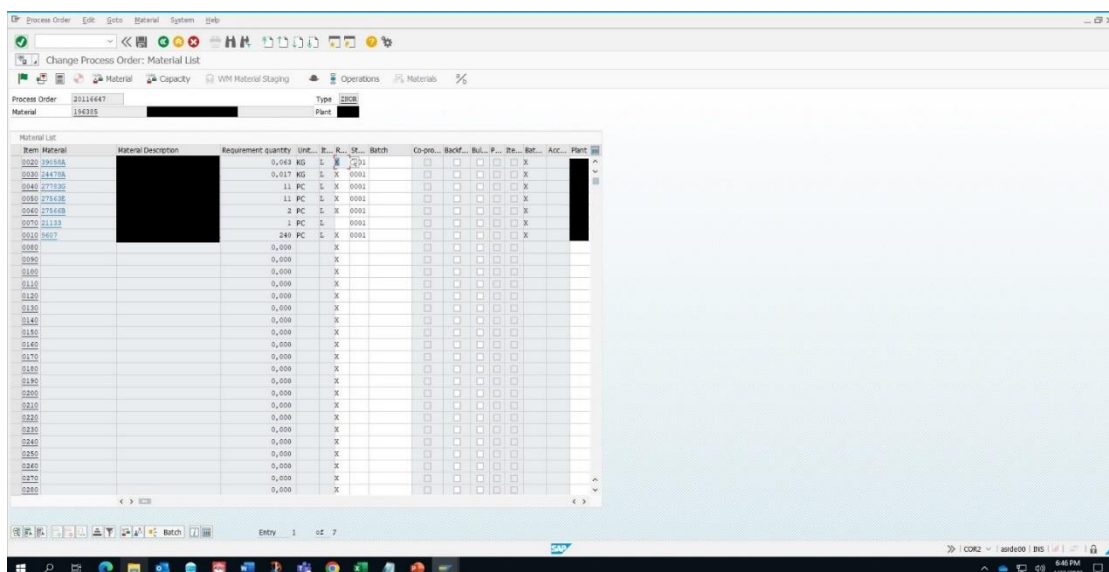 Process Order Edit Goto Material System Help
Change Process Order: Material List
Material Capacity WM Material Staging Operations Materials
Process Order 20116647 Type ZNOR
Material 196385 Plant
Material List
Item Material Material Description Requirement quantity Unit... It... R... St... Batch Co-pro... Backf... Bul... P... Ite... Bat... Acc... Plant
0020 39058A 0,063 KG L X 0001 X
0030 24478A 0,017 KG L X 0001 X
0040 27783G 11 PC L X 0001 X
0050 27563E 11 PC L X 0001 X
0060 27566B 2 PC L X 0001 X
0070 21133 1 PC L 0001 X
0010 9607 240 PC L X 0001 X
0080 0,000 X
0090 0,000 X
0100 0,000 X
0110 0,000 X
0120 0,000 X
0130 0,000 X
0140 0,000 X
0150 0,000 X
0160 0,000 X
0170 0,000 X
0180 0,000 X
0190 0,000 X
0200 0,000 X
0210 0,000 X
0220 0,000 X
0230 0,000 X
0240 0,000 X
0250 0,000 X
0260 0,000 X
0270 0,000 X
0280 0,000 X
Batch Entry 1 of 7
SAP
COR2 asrde00 INS
6:46 PM